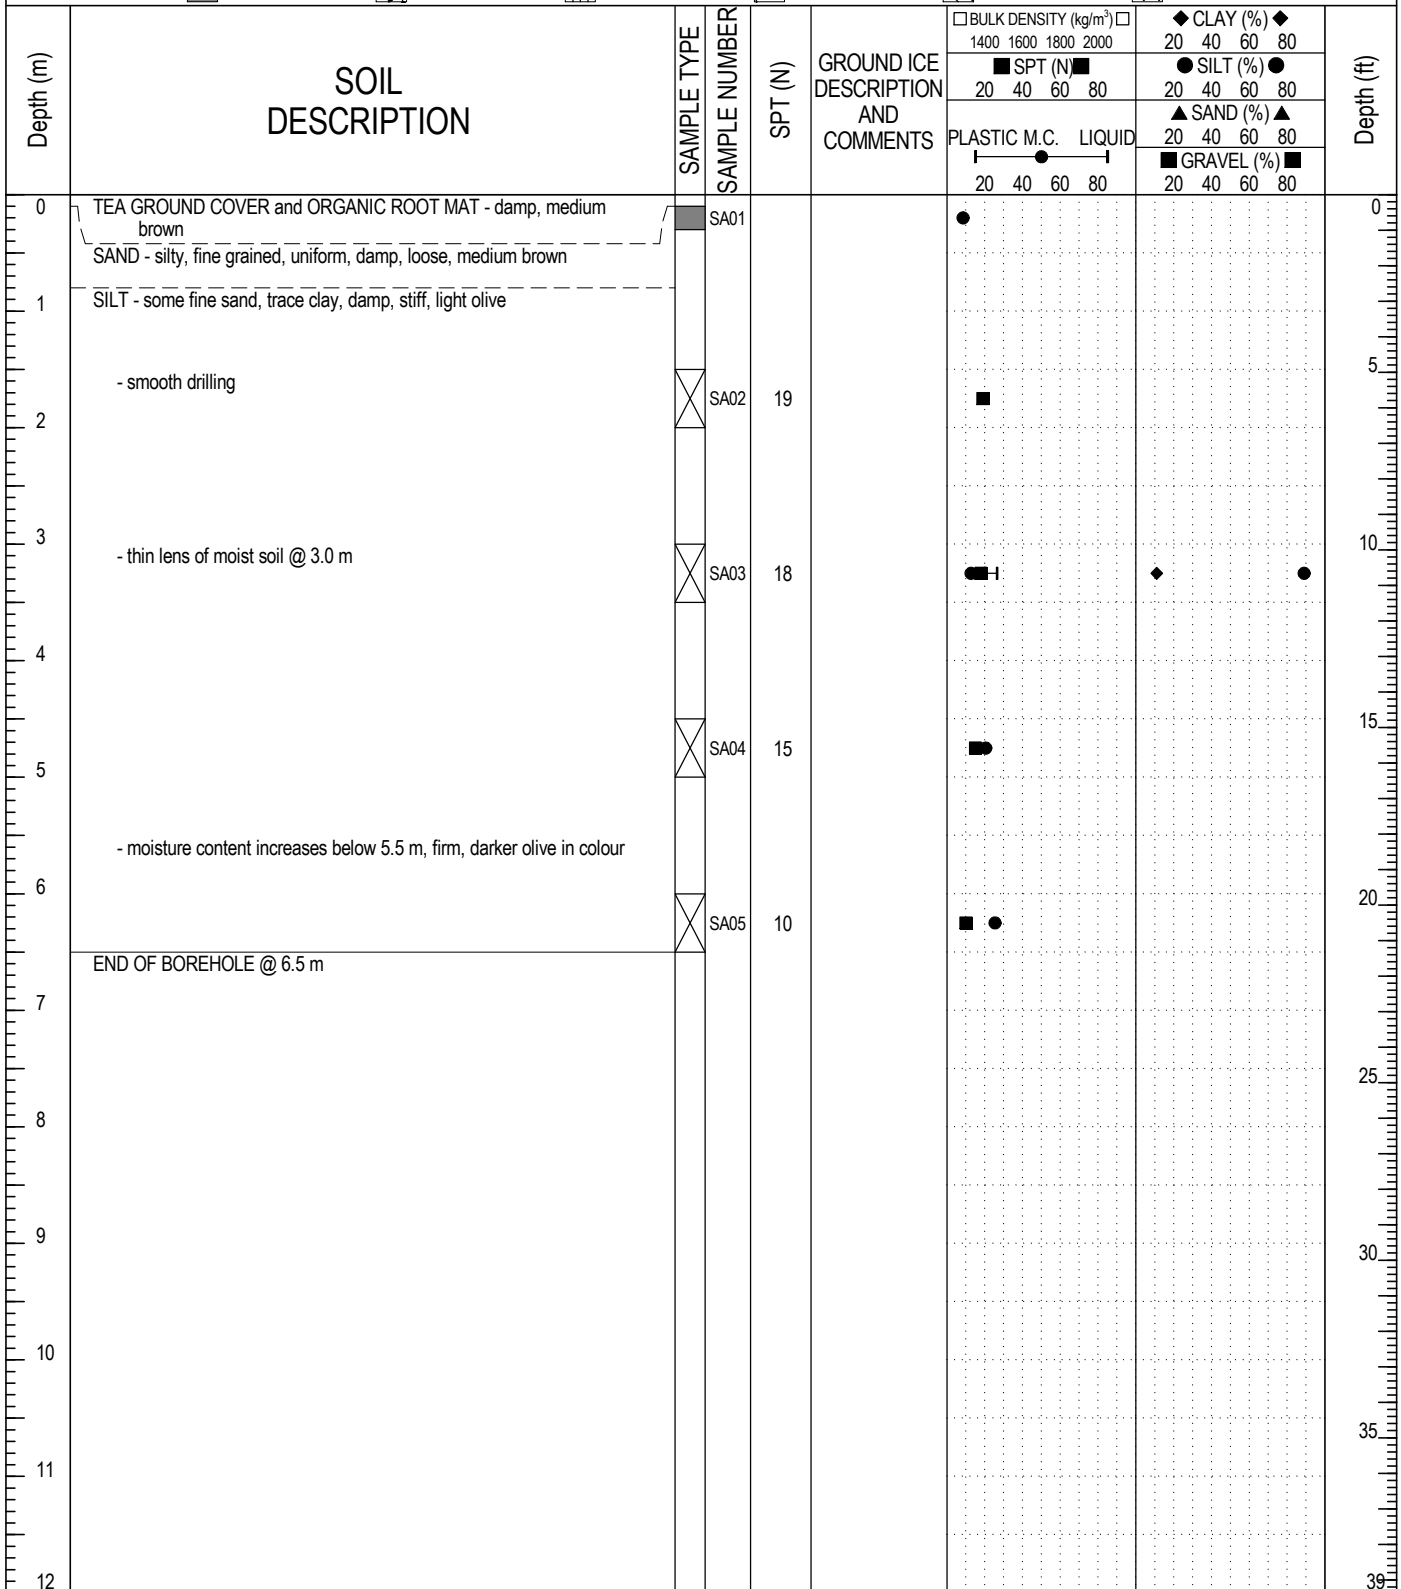 Depth (m)
SOIL
DESCRIPTION
SAMPLE TYPE
SAMPLE NUMBER
SPT (N)
GROUND ICE
DESCRIPTION
AND
COMMENTS
□ BULK DENSITY (kg/m³) □
1400 1600 1800 2000
■ SPT (N) ■
20 40 60 80
PLASTIC M.C. LIQUID
20 40 60 80
◆ CLAY (%) ◆
20 40 60 80
● SILT (%) ●
20 40 60 80
▲ SAND (%) ▲
20 40 60 80
■ GRAVEL (%) ■
20 40 60 80
Depth (ft)
0
TEA GROUND COVER and ORGANIC ROOT MAT - damp, medium
brown
SA01
0
SAND - silty, fine grained, uniform, damp, loose, medium brown
1
SILT - some fine sand, trace clay, damp, stiff, light olive
- smooth drilling
5
SA02 19
2
3
- thin lens of moist soil @ 3.0 m
10
SA03 18
4
15
SA04 15
5
- moisture content increases below 5.5 m, firm, darker olive in colour
6
20
SA05 10
END OF BOREHOLE @ 6.5 m
7
25
8
9
30
10
35
11
12
39